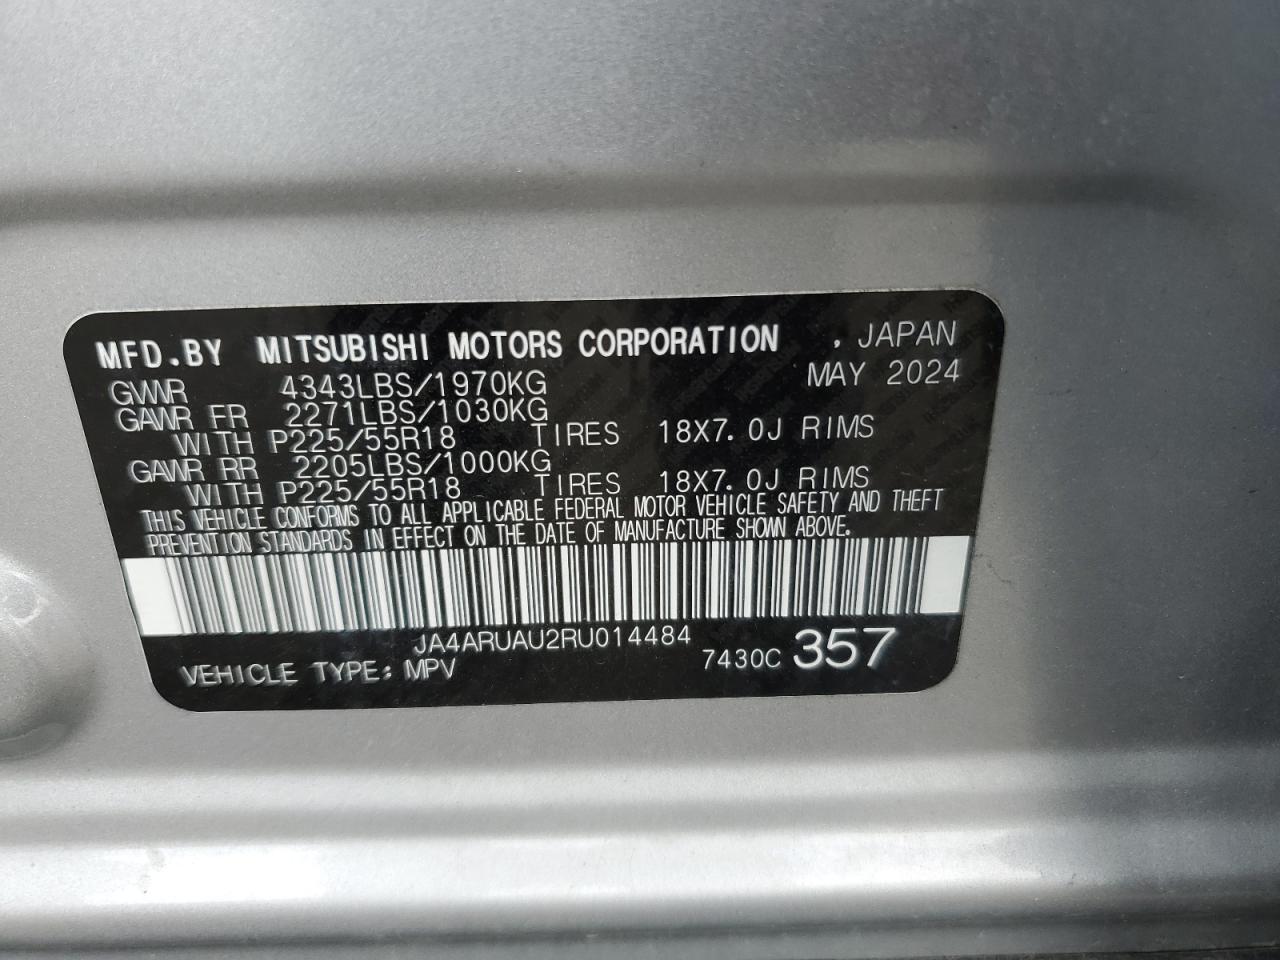 MFD.BY MITSUBISHI MOTORS CORPORATION , JAPAN
MAY 2024
GVWR 4343LBS/1970KG
GAWR FR 2271LBS/1030KG
WITH P225/55R18 TIRES 18X7.0J RIMS
GAWR RR 2205LBS/1000KG
WITH P225/55R18 TIRES 18X7.0J RIMS
THIS VEHICLE CONFORMS TO ALL APPLICABLE FEDERAL MOTOR VEHICLE SAFETY AND THEFT
PREVENTION STANDARDS IN EFFECT ON THE DATE OF MANUFACTURE SHOWN ABOVE.
JA4ARUAU2RU014484
VEHICLE TYPE: MPV 7430C 357